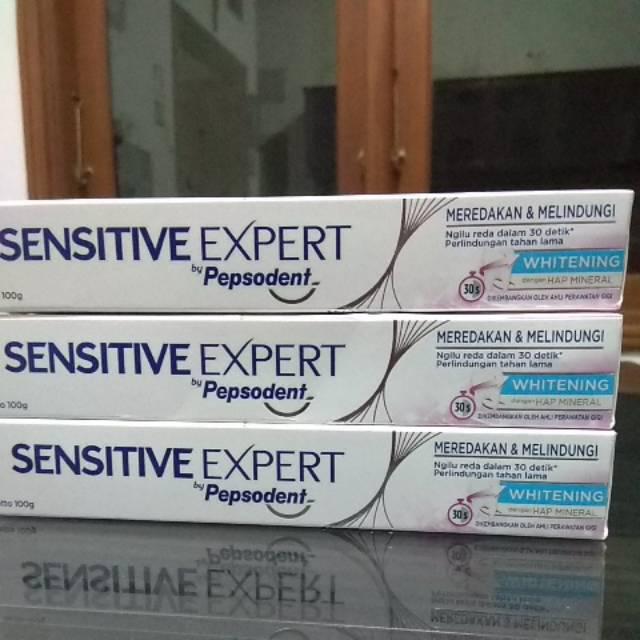 SENSITIVE EXPERT
by Pepsodent
100g
MEREDAKAN & MELINDUNGI
Ngilu reda dalam 30 detik*
Perlindungan tahan lama
WHITENING
dengan HAP MINERAL
30s
DIKEMBANGKAN OLEH AHLI PERAWATAN GIGI
SENSITIVE EXPERT
by Pepsodent
100g
MEREDAKAN & MELINDUNGI
Ngilu reda dalam 30 detik*
Perlindungan tahan lama
WHITENING
dengan HAP MINERAL
30s
DIKEMBANGKAN OLEH AHLI PERAWATAN GIGI
SENSITIVE EXPERT
by Pepsodent
100g
MEREDAKAN & MELINDUNGI
Ngilu reda dalam 30 detik*
Perlindungan tahan lama
WHITENING
dengan HAP MINERAL
30s
DIKEMBANGKAN OLEH AHLI PERAWATAN GIGI